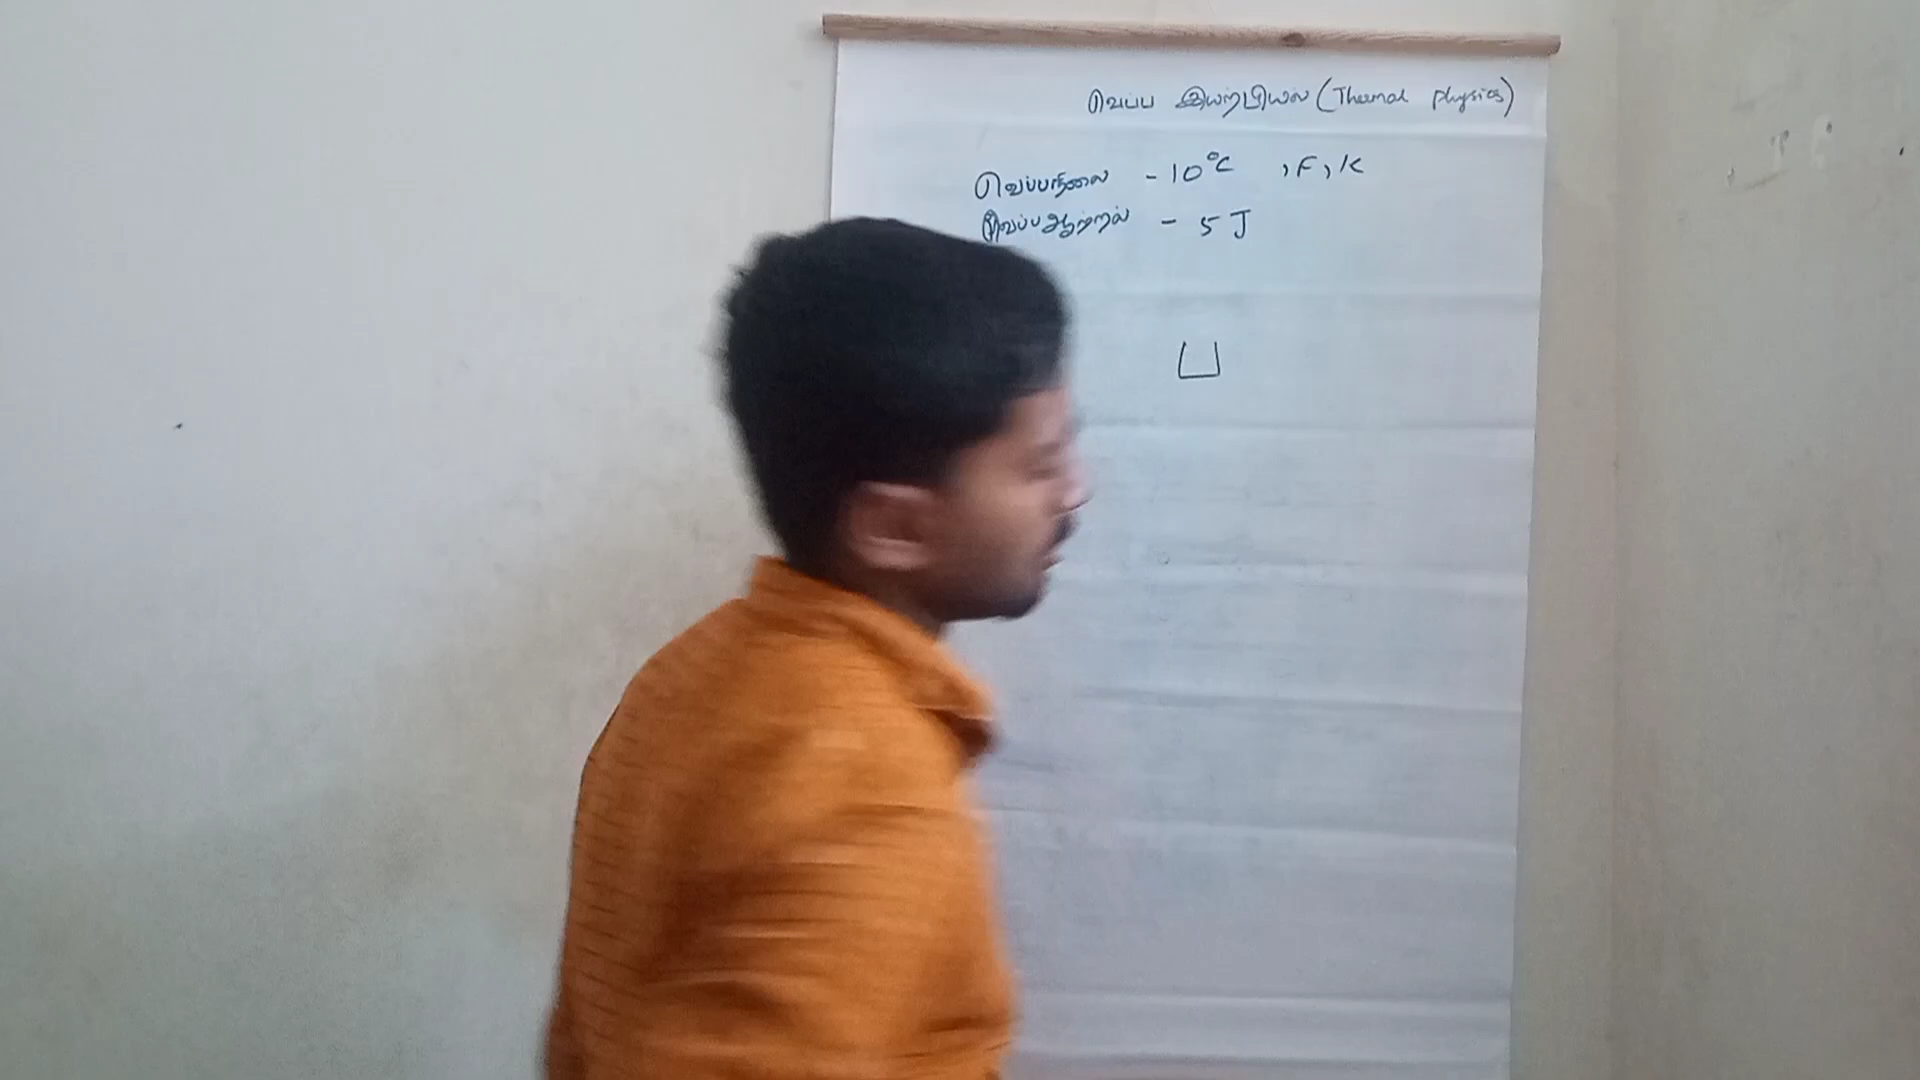 வெப்ப இயற்பியல் (Thermal physics)
வெப்பநிலை - 10°C , F, K
வெப்பஆற்றல் - 5 J